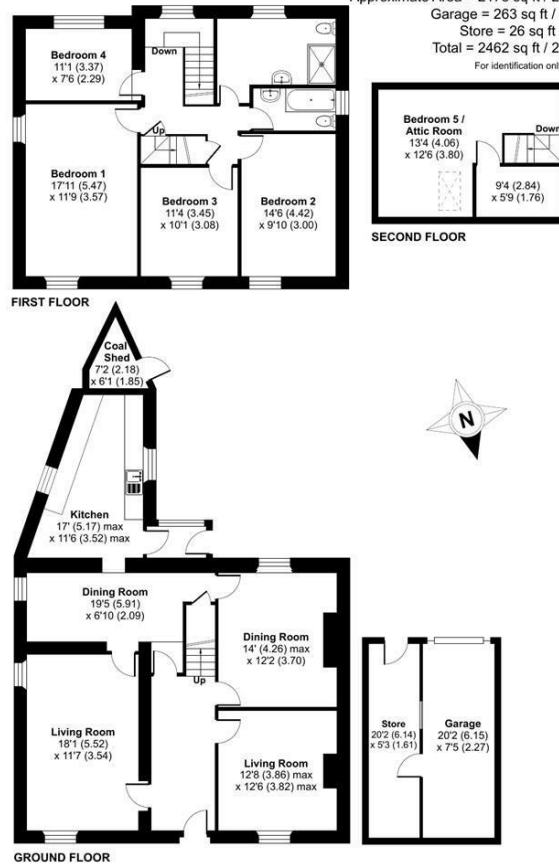 Approximate Area = 2173 sq ft / 2
Garage = 263 sq ft /
Store = 26 sq ft
Total = 2462 sq ft / 2
For identification only
Bedroom 4
11'1 (3.37)
x 7'6 (2.29)
Down
Up
Bedroom 1
17'11 (5.47)
x 11'9 (3.57)
Bedroom 3
11'4 (3.45)
x 10'1 (3.08)
Bedroom 2
14'6 (4.42)
x 9'10 (3.00)
FIRST FLOOR
Bedroom 5 /
Attic Room
13'4 (4.06)
x 12'6 (3.80)
Down
9'4 (2.84)
x 5'9 (1.76)
SECOND FLOOR
Coal
Shed
7'2 (2.18)
x 6'1 (1.85)
N
Kitchen
17' (5.17) max
x 11'6 (3.52) max
Dining Room
19'5 (5.91)
x 6'10 (2.09)
Up
Dining Room
14' (4.26) max
x 12'2 (3.70)
Living Room
18'1 (5.52)
x 11'7 (3.54)
Living Room
12'8 (3.86) max
x 12'6 (3.82) max
Store
20'2 (6.14)
x 5'3 (1.61)
Garage
20'2 (6.15)
x 7'5 (2.27)
GROUND FLOOR